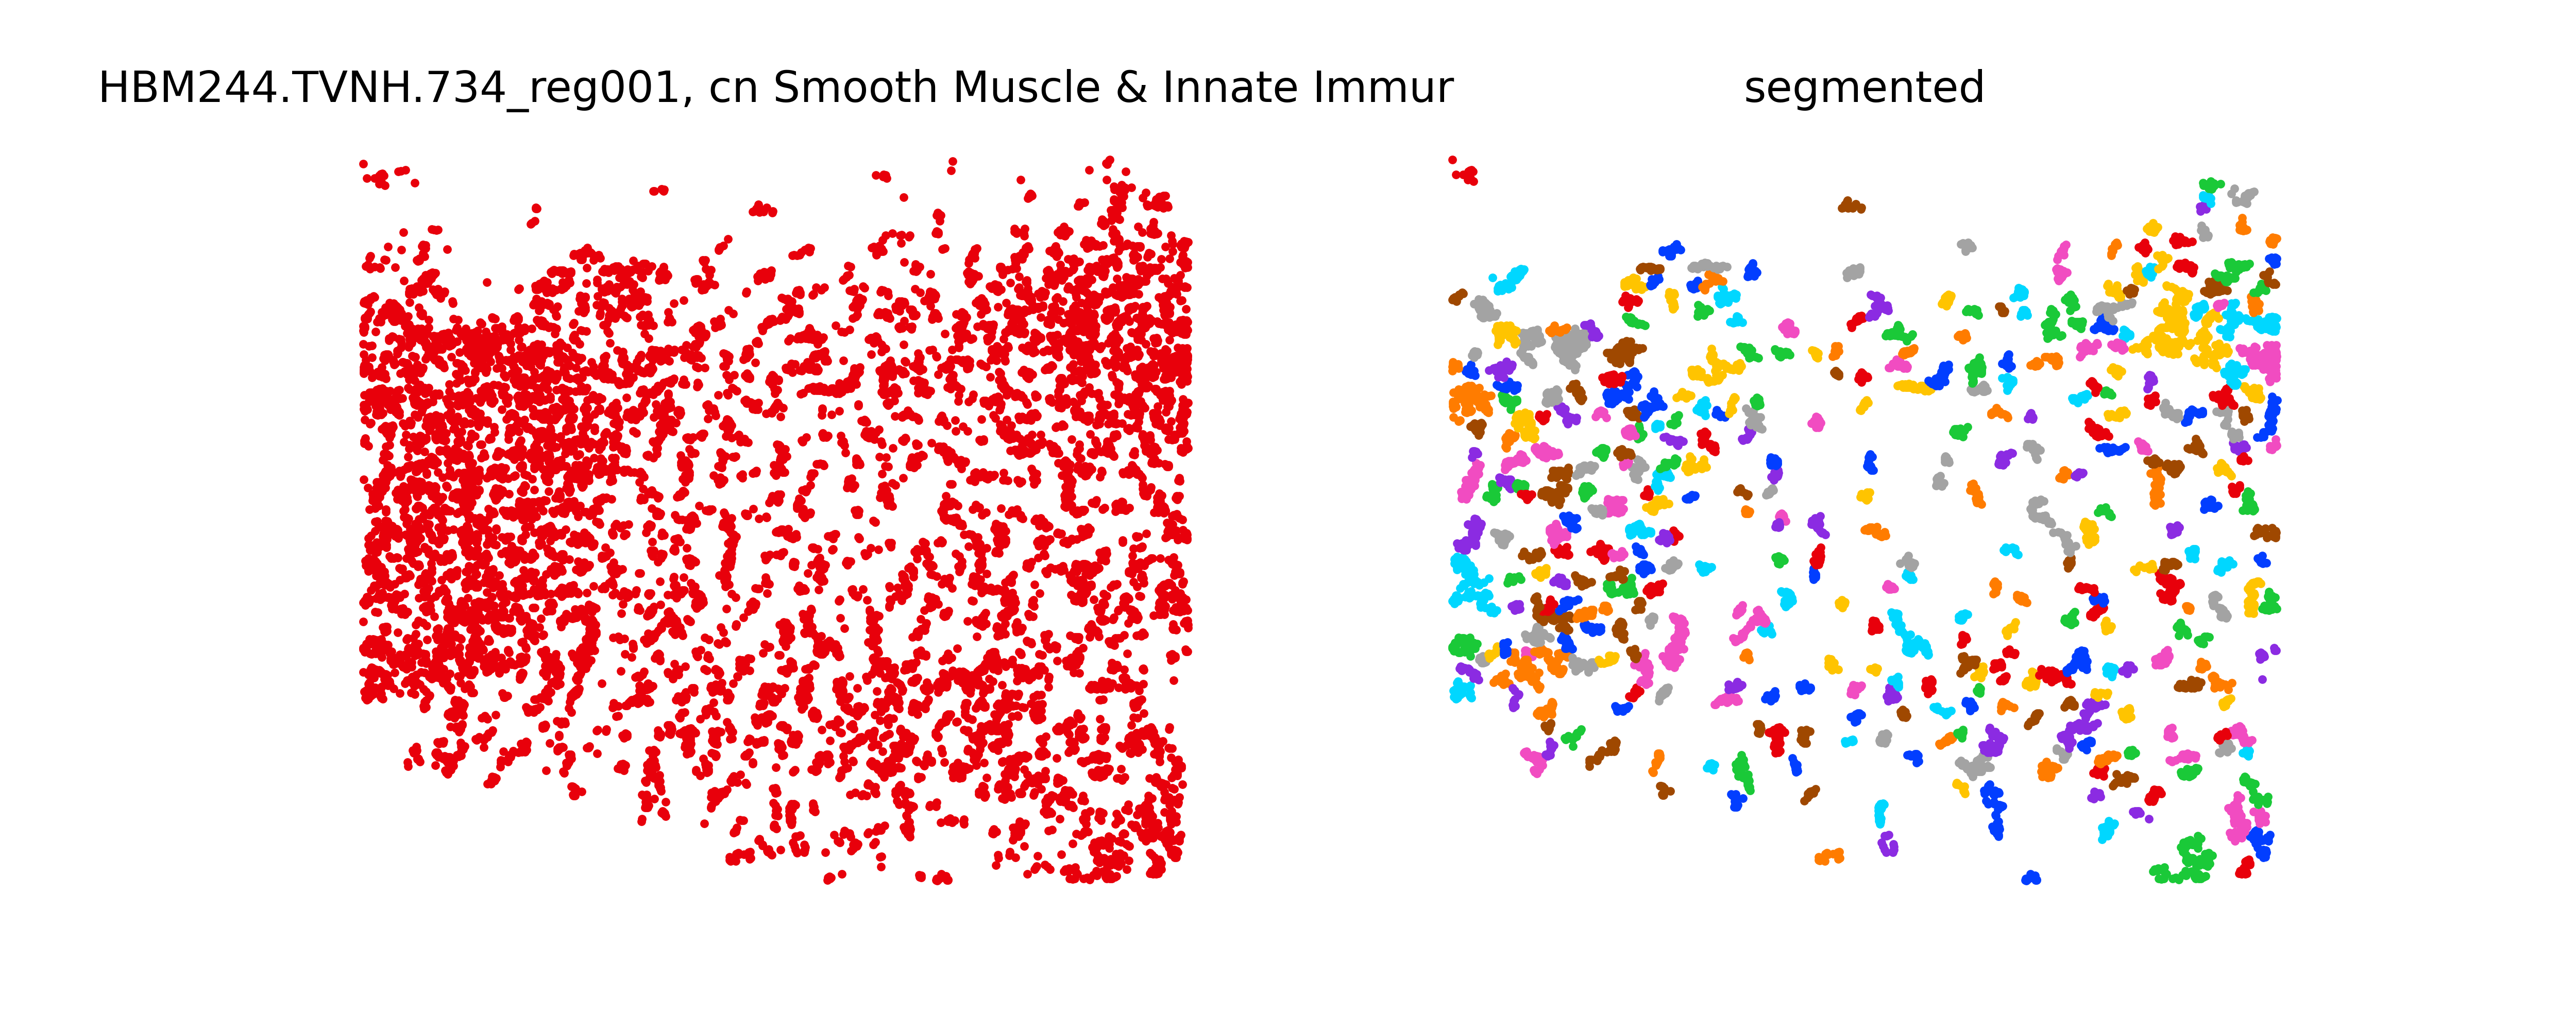 HBM244.TVNH.734_reg001, cn Smooth Muscle & Innate Immur
segmented